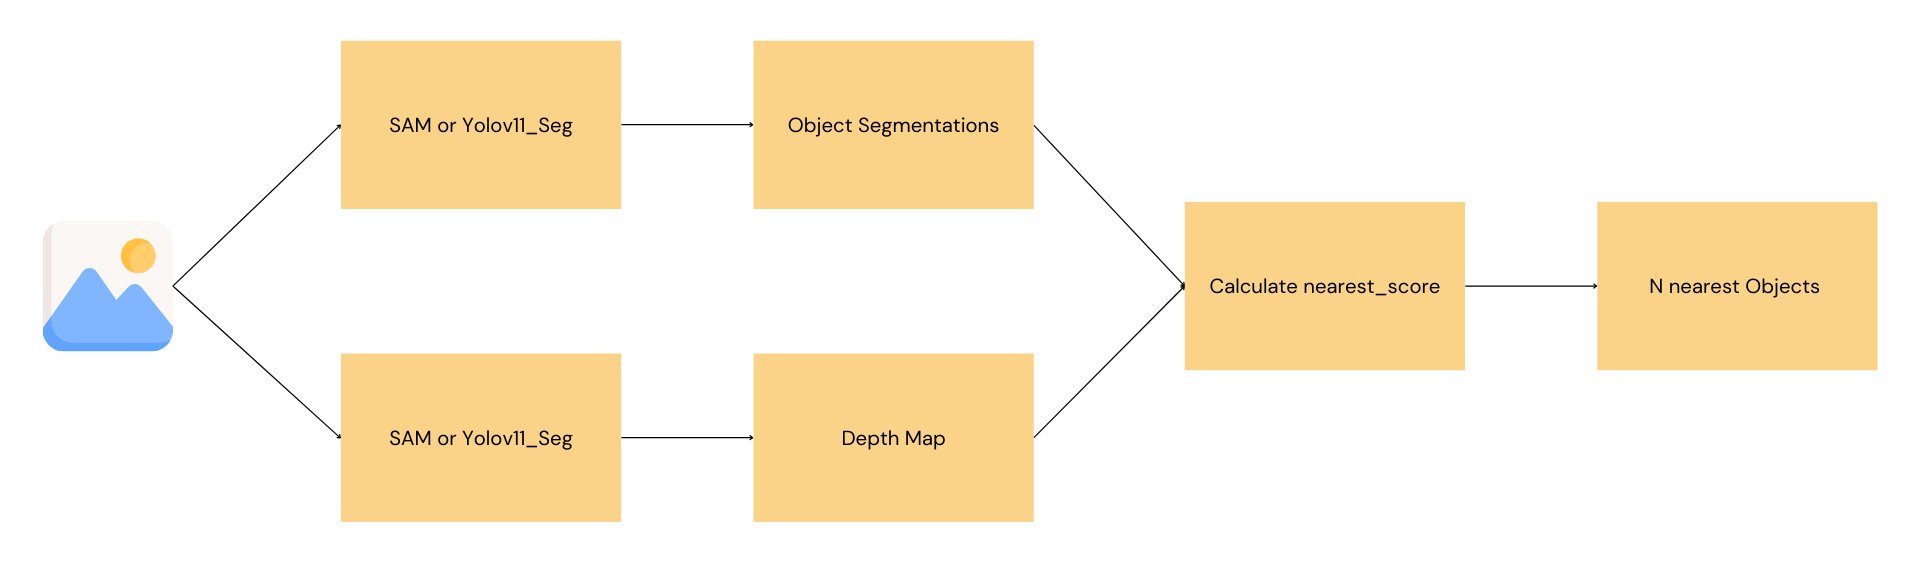 SAM or Yolov11_Seg
Object Segmentations
Calculate nearest_score
N nearest Objects
SAM or Yolov11_Seg
Depth Map